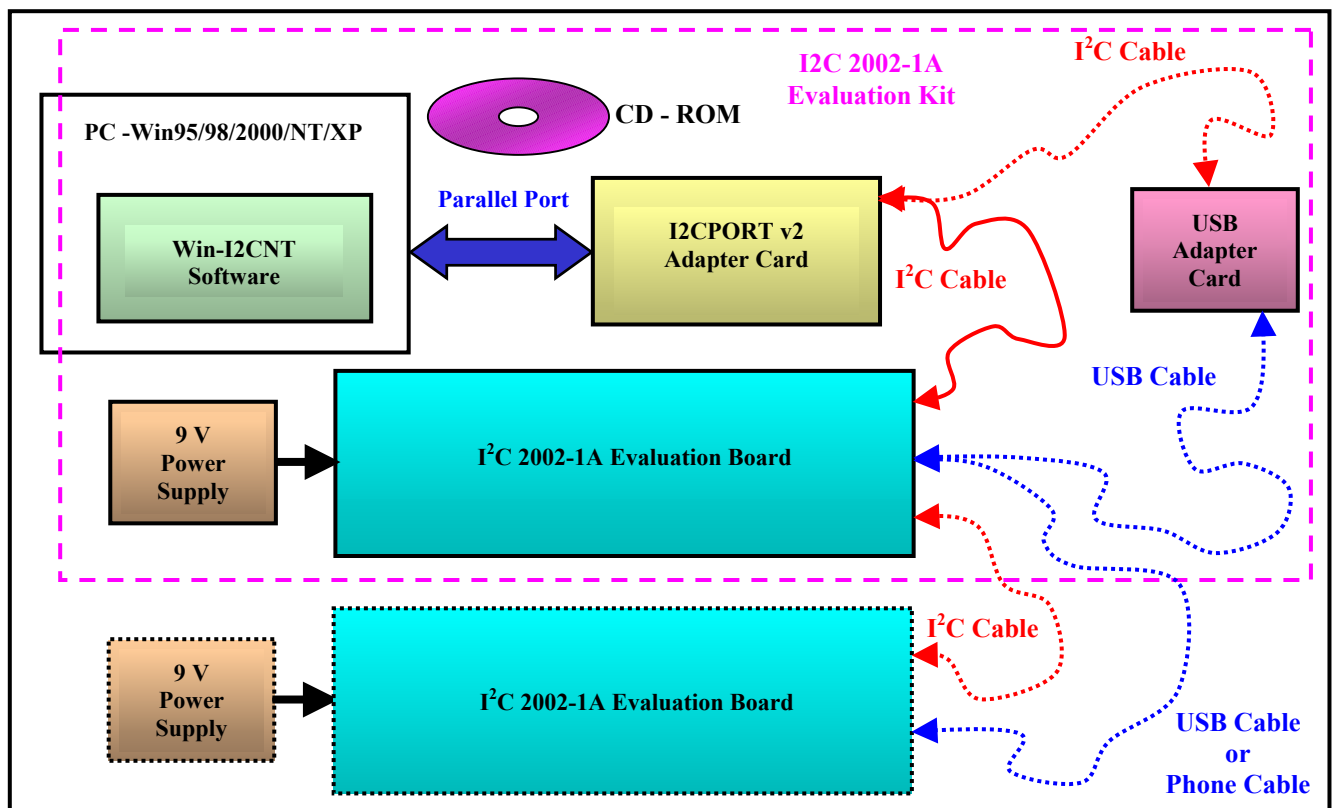 I2C 2002-1A
Evaluation Kit
I²C Cable
PC -Win95/98/2000/NT/XP
CD - ROM
Parallel Port
Win-I2CNT
Software
I2CPORT v2
Adapter Card
I²C Cable
USB
Adapter
Card
USB Cable
9 V
Power
Supply
I²C 2002-1A Evaluation Board
I²C Cable
9 V
Power
Supply
I²C 2002-1A Evaluation Board
USB Cable
or
Phone Cable